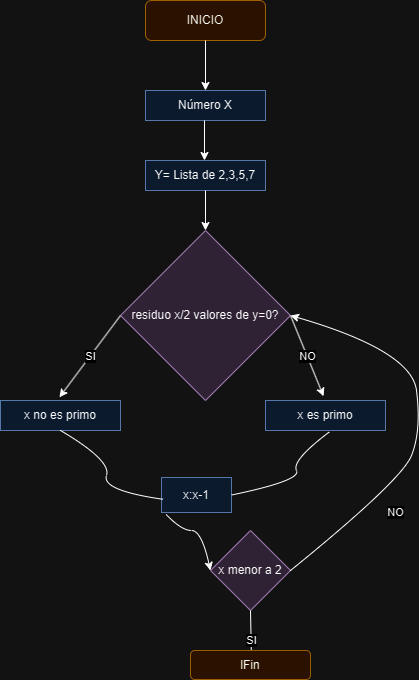 INICIO
Número X
Y= Lista de 2,3,5,7
residuo x/2 valores de y=0?
SI
NO
x no es primo
x es primo
x:x-1
NO
x menor a 2
SI
IFin